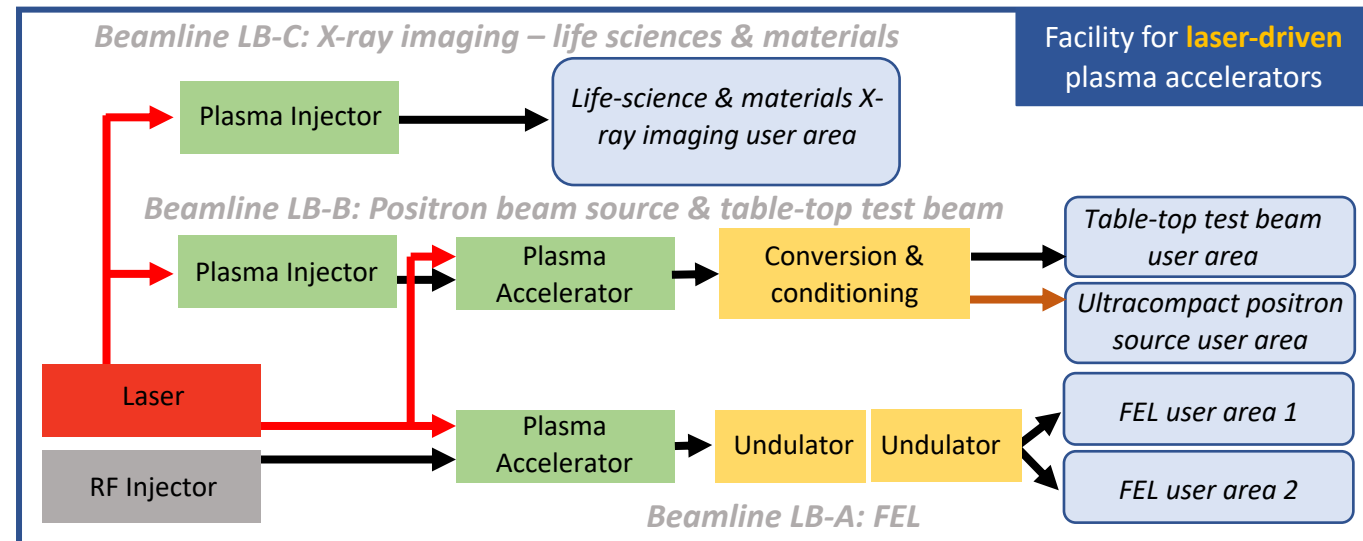 Beamline LB-C: X-ray imaging – life sciences & materials
Facility for laser-driven
plasma accelerators
Plasma Injector
Life-science & materials X-
ray imaging user area
Beamline LB-B: Positron beam source & table-top test beam
Plasma Injector
Plasma
Accelerator
Conversion &
conditioning
Table-top test beam
user area
Ultracompact positron
source user area
Laser
RF Injector
Plasma
Accelerator
Undulator
Undulator
FEL user area 1
FEL user area 2
Beamline LB-A: FEL